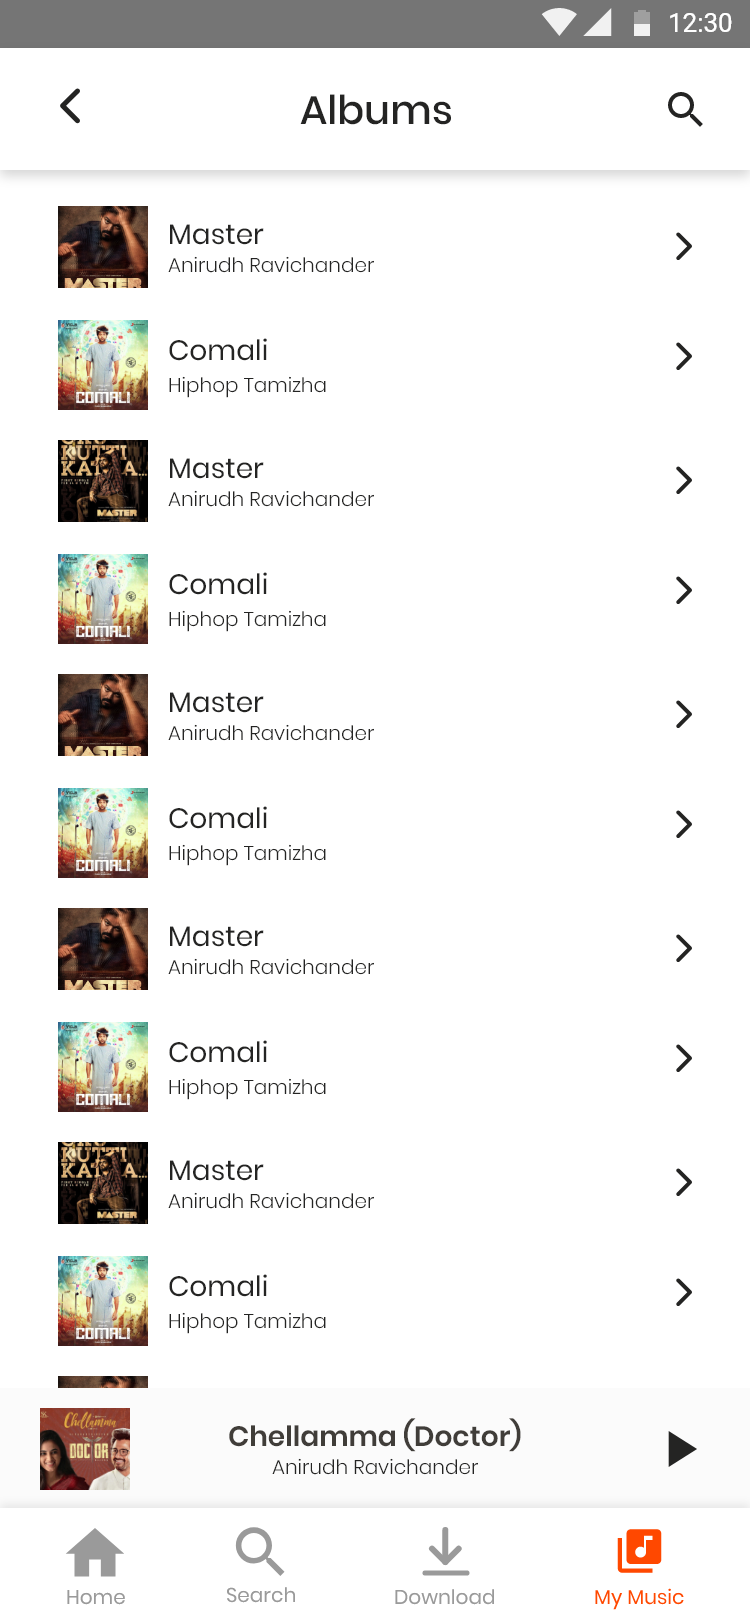 12:30
Albums
Master
Anirudh Ravichander
MASTER
Comali
Hiphop Tamizha
COMALI
Master
Anirudh Ravichander
KUTTI
MASTER
Comali
Hiphop Tamizha
COMALI
Master
Anirudh Ravichander
MASTER
Comali
Hiphop Tamizha
COMALI
Master
Anirudh Ravichander
MASTER
Comali
Hiphop Tamizha
COMALI
Master
Anirudh Ravichander
KUTTI
MASTER
Comali
Hiphop Tamizha
COMALI
Chellamma
DOCTOR
Chellamma (Doctor)
Anirudh Ravichander
Home
Search
Download
My Music